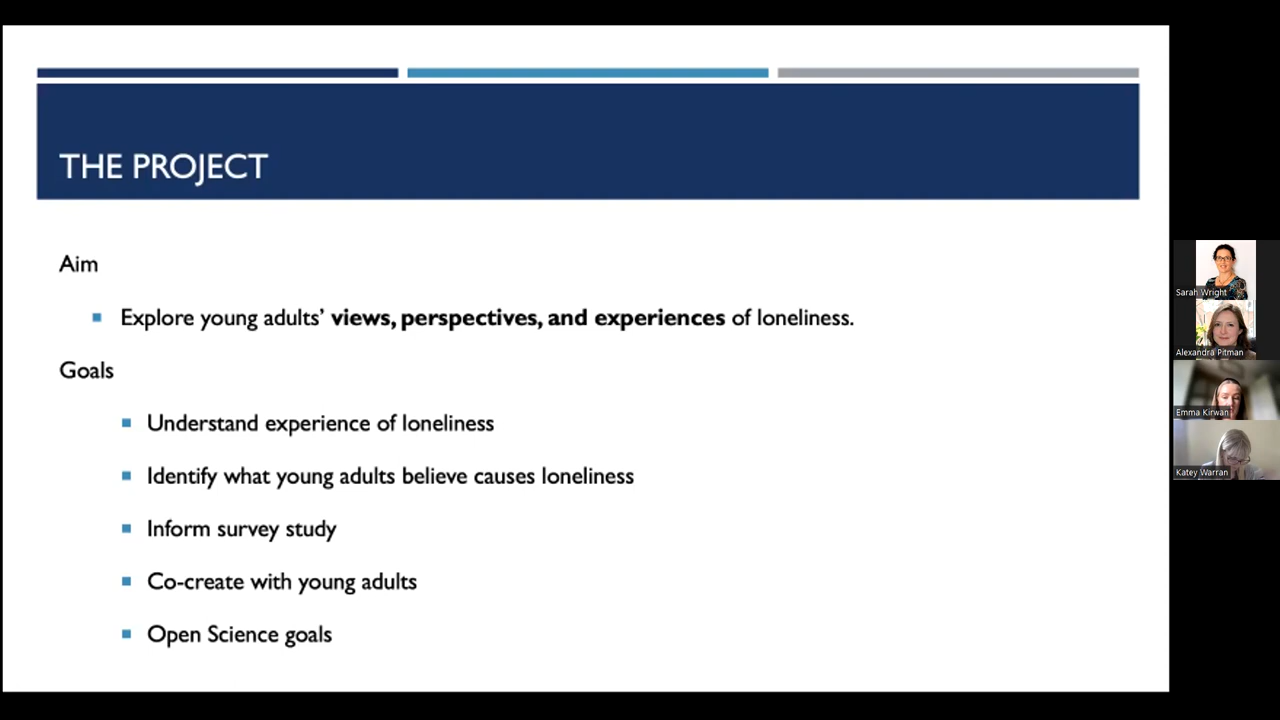 THE PROJECT
Aim
Explore young adults’ views, perspectives, and experiences of loneliness.
Goals
Understand experience of loneliness
Identify what young adults believe causes loneliness
Inform survey study
Co-create with young adults
Open Science goals
Sarah Wright
Alexandra Pitman
Emma Kirwan
Katey Warran